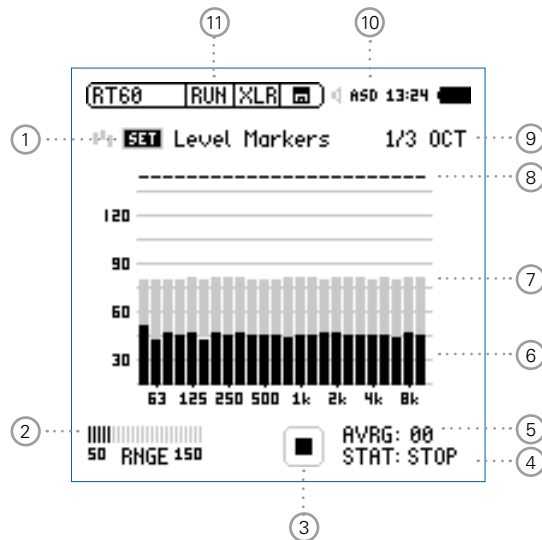 11
10
RT60 RUN XLR ASD 13:24
1 SET Level Markers 1/3 OCT 9
8
120
90
7
60
6
30
63 125 250 500 1k 2k 4k 8k
2 AVRG: 00 5
50 RNGE 150 STAT: STOP 4
3